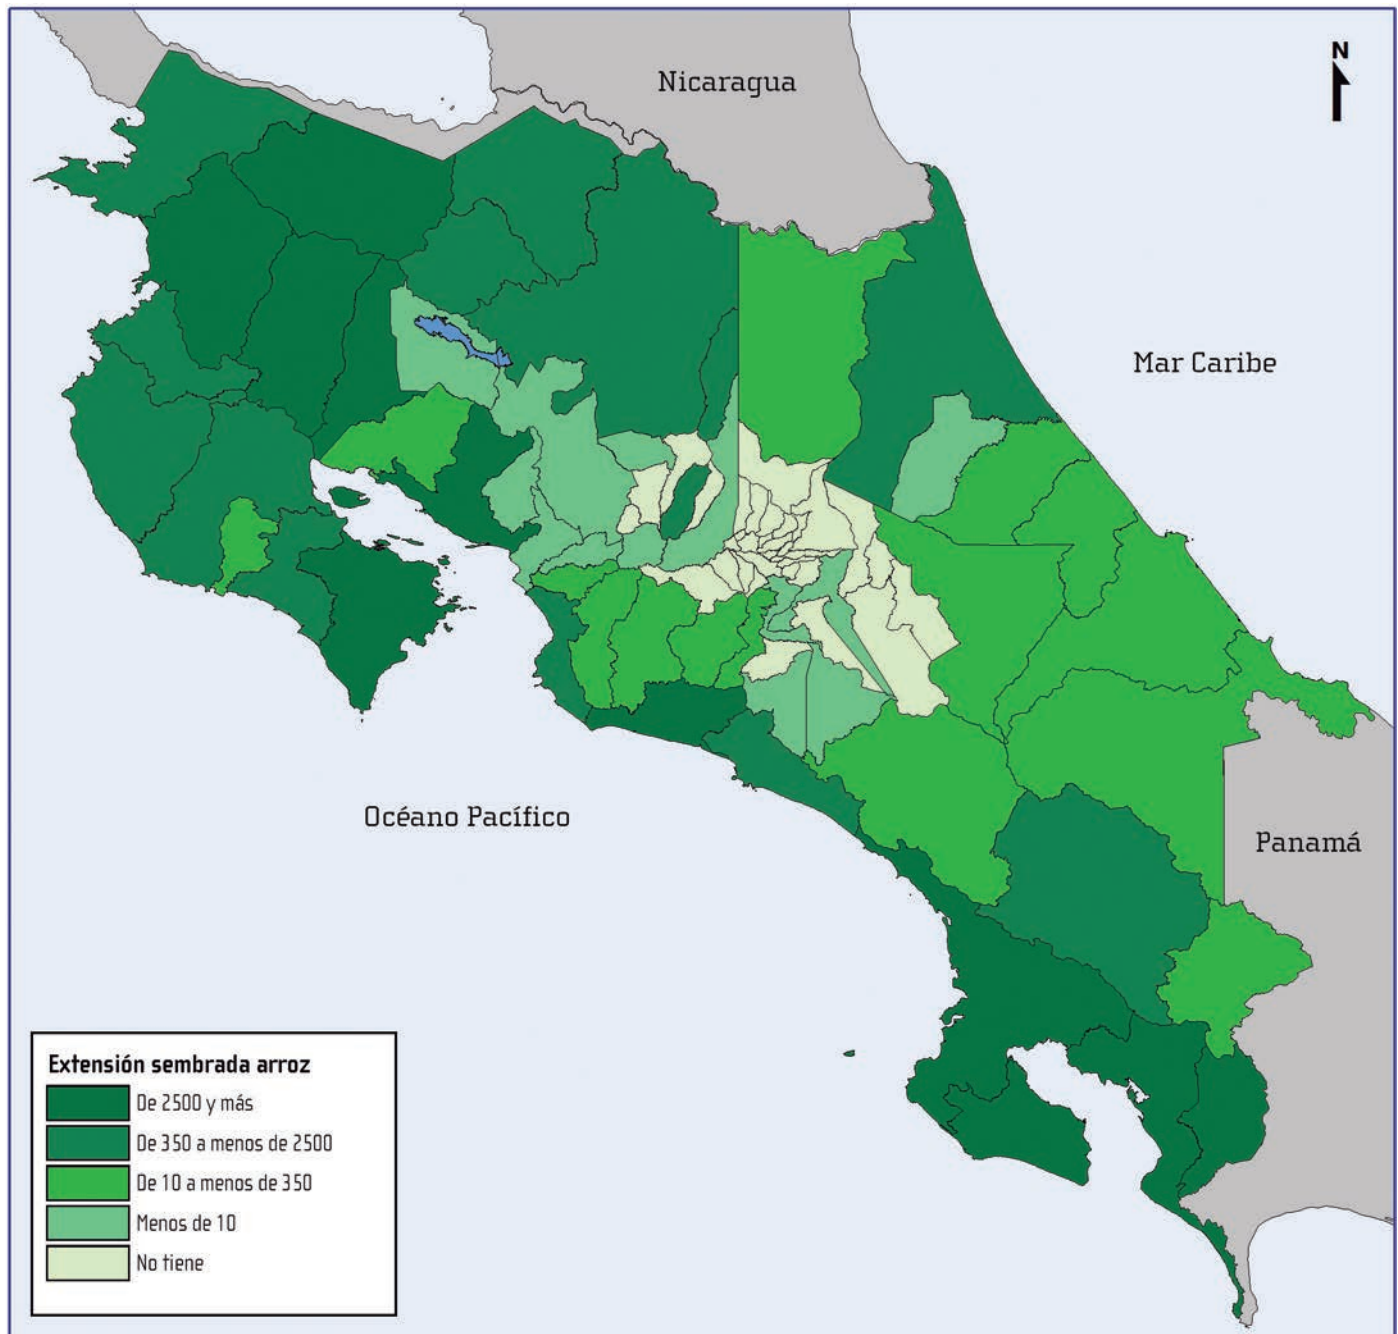 N
Nicaragua
Mar Caribe
Océano Pacífico
Panamá
Extensión sembrada arroz
De 2500 y más
De 350 a menos de 2500
De 10 a menos de 350
Menos de 10
No tiene